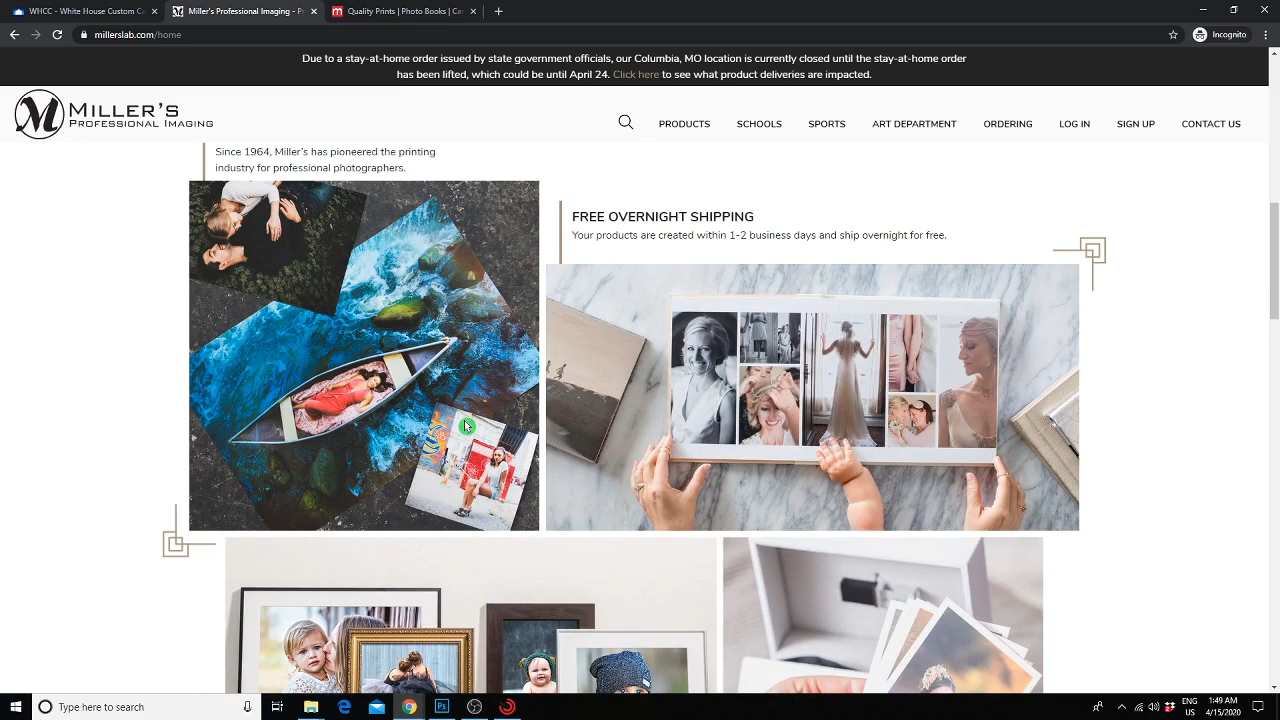 WHCC - White House Custom Co
Miller's Professional Imaging - Pr
Quality Prints | Photo Books | Ca
millerslab.com/home
Incognito
Due to a stay-at-home order issued by state government officials, our Columbia, MO location is currently closed until the stay-at-home order
has been lifted, which could be until April 24. Click here to see what product deliveries are impacted.
M MILLER'S
PROFESSIONAL IMAGING
PRODUCTS SCHOOLS SPORTS ART DEPARTMENT ORDERING LOG IN SIGN UP CONTACT US
Since 1964, Miller's has pioneered the printing
industry for professional photographers.
FREE OVERNIGHT SHIPPING
Your products are created within 1-2 business days and ship overnight for free.
Type here to search
Ps
ENG
US
1:49 AM
4/15/2020